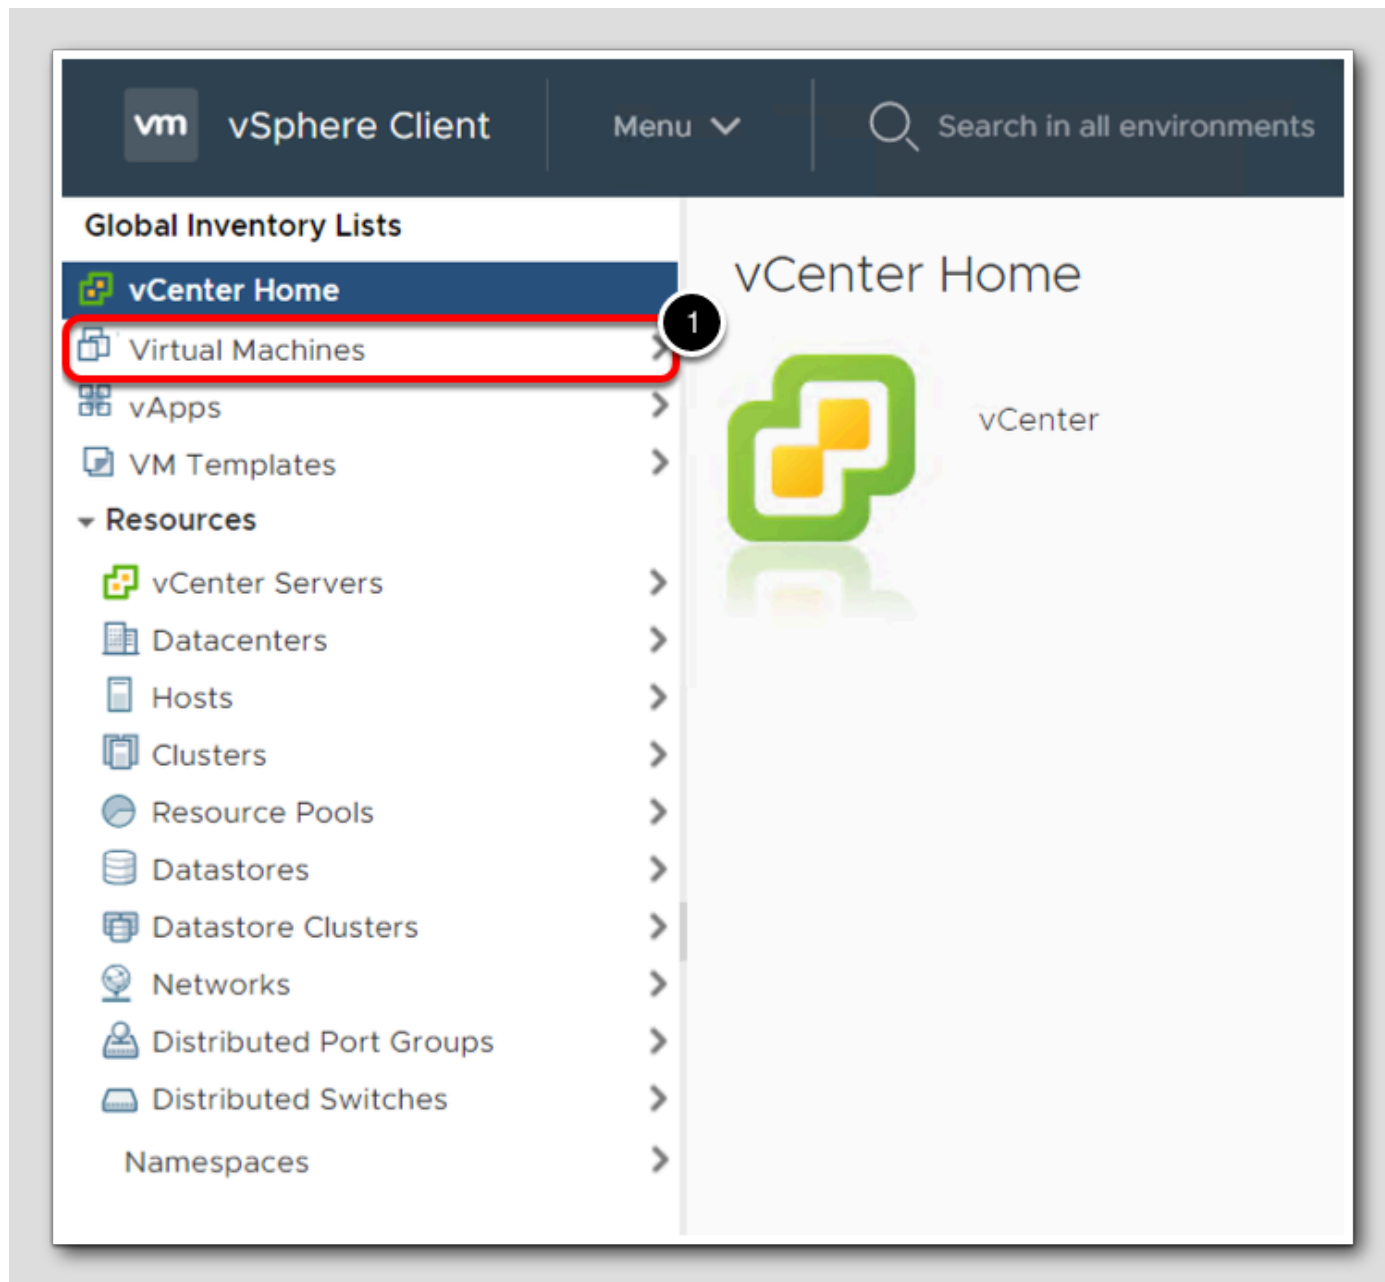 vm vSphere Client Menu Search in all environments
Global Inventory Lists
vCenter Home
1
Virtual Machines
vApps
VM Templates
Resources
vCenter Servers
Datacenters
Hosts
Clusters
Resource Pools
Datastores
Datastore Clusters
Networks
Distributed Port Groups
Distributed Switches
Namespaces
vCenter Home
vCenter